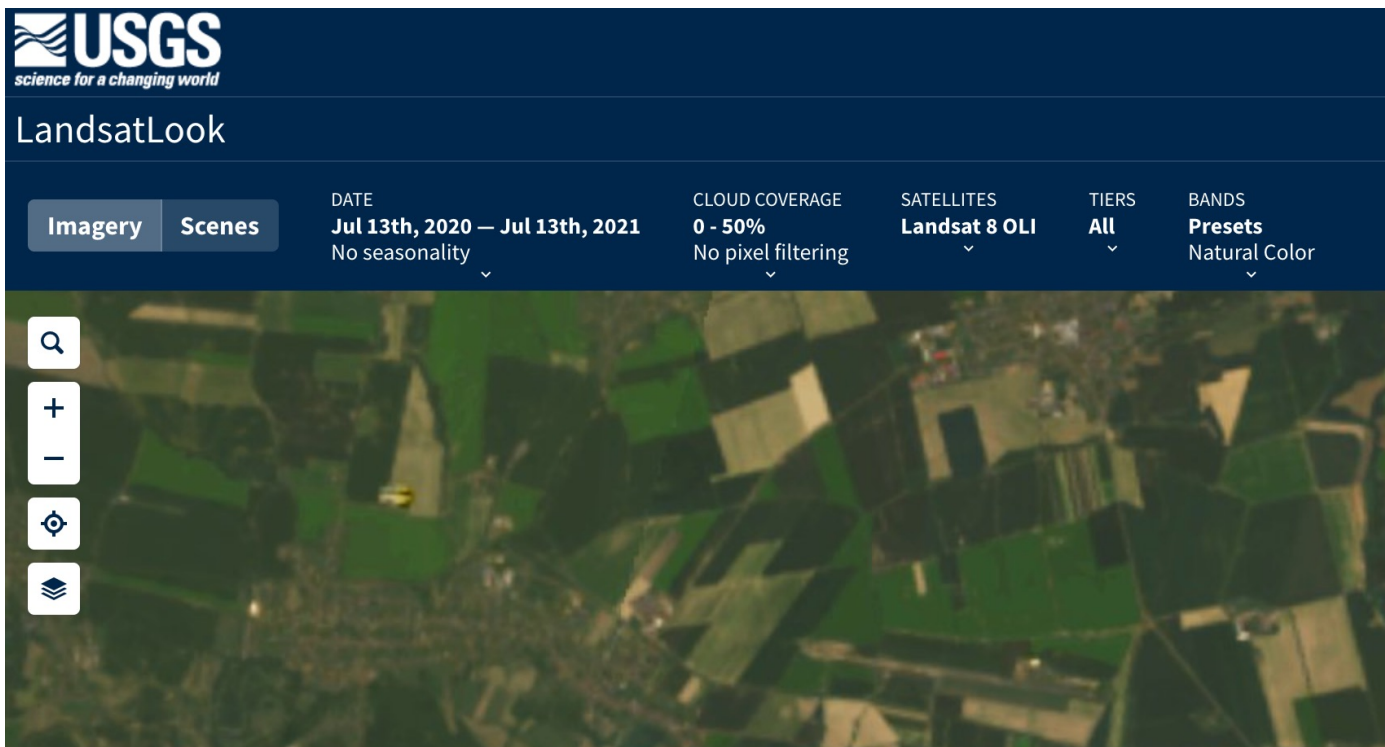 USGS
science for a changing world
LandsatLook
Imagery Scenes
DATE
Jul 13th, 2020 — Jul 13th, 2021
No seasonality
CLOUD COVERAGE
0 - 50%
No pixel filtering
SATELLITES
Landsat 8 OLI
TIERS
All
BANDS
Presets
Natural Color